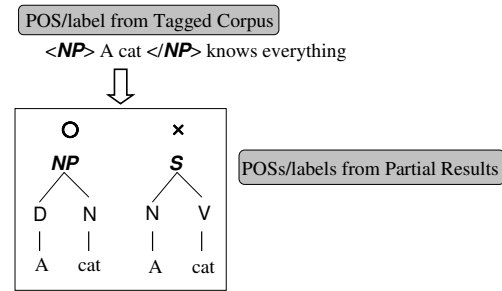 POS/label from Tagged Corpus
<NP> A cat </NP> knows everything
NP S
POSs/labels from Partial Results
D N N V
A cat A cat